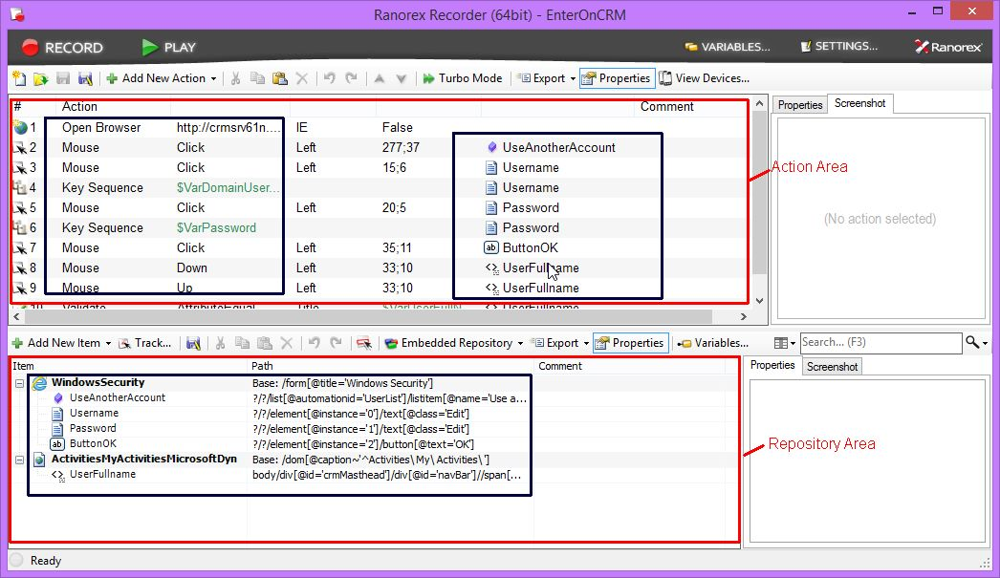 Ranorex Recorder (64bit) - EnterOnCRM
RECORD PLAY VARIABLES... SETTINGS... Ranorex
Add New Action Turbo Mode Export Properties View Devices...
# Action Comment
1 Open Browser http://crmsrv61n.... IE False
2 Mouse Click Left 277;37 UseAnotherAccount
3 Mouse Click Left 15;6 Username
4 Key Sequence $VarDomainUser... Username
5 Mouse Click Left 20;5 Password
6 Key Sequence $VarPassword Password
7 Mouse Click Left 35;11 ab ButtonOK
8 Mouse Down Left 33;10 UserFullname
9 Mouse Up Left 33;10 UserFullname
10 Validate AttributeEqual Title $VarUserFullN... UserFullname
Properties Screenshot
Action Area
(No action selected)
Add New Item Track... Embedded Repository Export Properties Variables... Search... (F3)
Item Path Comment
WindowsSecurity Base: /form[@title='Windows Security']
UseAnotherAccount ?/?/list[@automationid='UserList']/listitem[@name='Use a...
Username ?/?/element[@instance='0']/text[@class='Edit']
Password ?/?/element[@instance='1']/text[@class='Edit']
ab ButtonOK ?/?/element[@instance='2']/button[@text='OK']
ActivitiesMyActivitiesMicrosoftDyn Base: /dom[@caption~'^Activities\ My\ Activities\ ']
UserFullname body/div[@id='crmMasthead']/div[@id='navBar']//span[...
Properties Screenshot
Repository Area
Ready